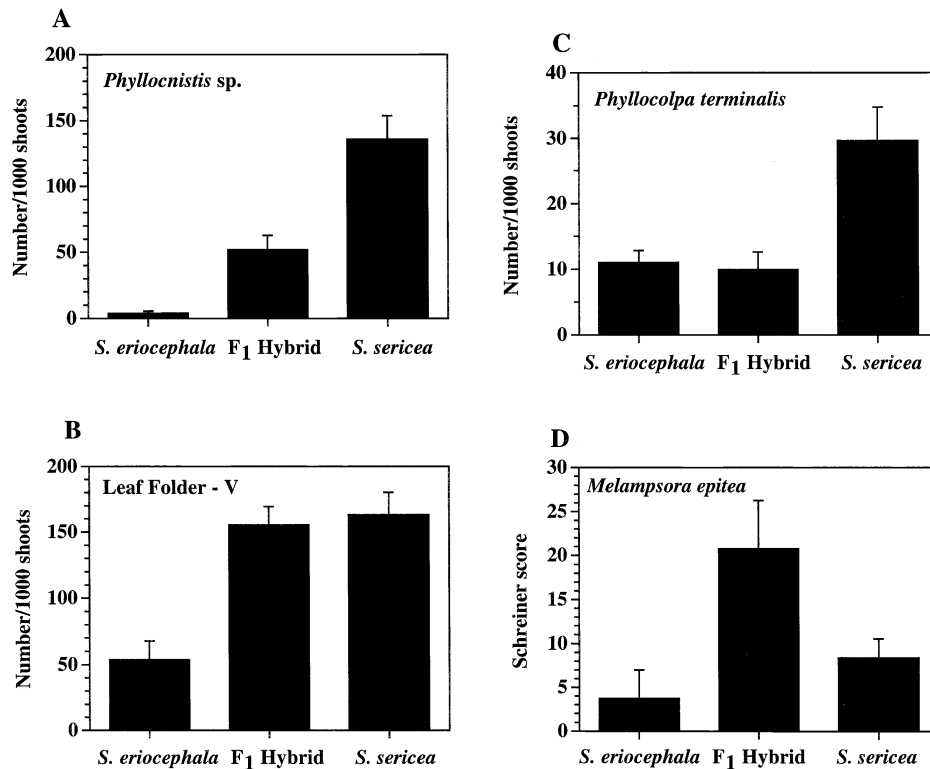 A
Phyllocnistis sp.
Number/1000 shoots
200
150
100
50
0
S. eriocephala F1 Hybrid S. sericea
B
Leaf Folder - V
Number/1000 shoots
200
150
100
50
0
S. eriocephala F1 Hybrid S. sericea
C
Phyllocolpa terminalis
Number/1000 shoots
40
30
20
10
0
S. eriocephala F1 Hybrid S. sericea
D
Melampsora epitea
Schreiner score
30
25
20
15
10
5
0
S. eriocephala F1 Hybrid S. sericea